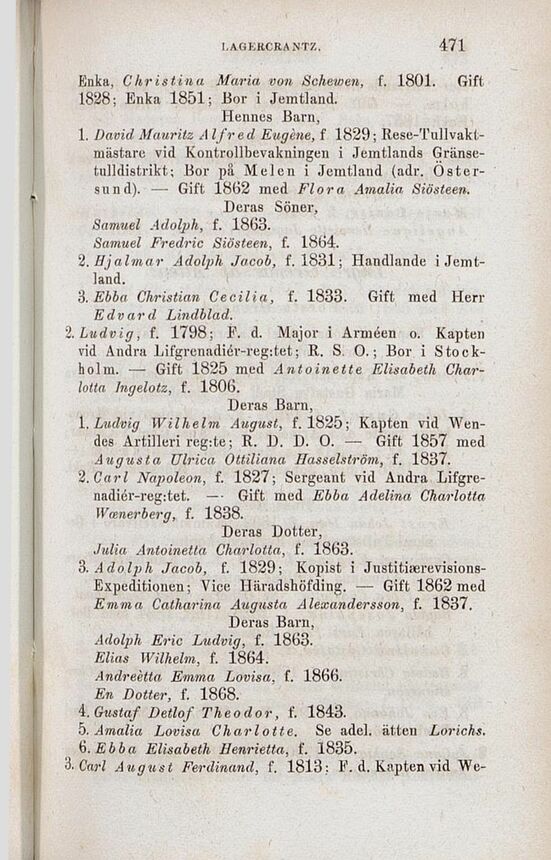 LAGERCRANTZ. 471
Enka, Christina Maria von Schewen, f. 1801. Gift
1828; Enka 1851; Bor i Jemtland.
Hennes Barn,
1. David Mauritz Alfred Eugène, f 1829; Rese-Tullvakt-
mästare vid Kontrollbevakningen i Jemtlands Gränse-
tulldistrikt; Bor på Melen i Jemtland (adr. Öster-
sund). — Gift 1862 med Flora Amalia Siösteen.
Deras Söner,
Samuel Adolph, f. 1863.
Samuel Fredric Siösteen, f. 1864.
2. Hjalmar Adolph Jacob, f. 1831; Handlande i Jemt-
land.
3. Ebba Christian Cecilia, f. 1833. Gift med Herr
Edvard Lindblad.
2. Ludvig, f. 1798; F. d. Major i Arméen o. Kapten
vid Andra Lifgrenadiér-reg:tet; R. S. O.; Bor i Stock-
holm. — Gift 1825 med Antoinette Elisabeth Char-
lotta Ingelotz, f. 1806.
Deras Barn,
1. Ludvig Wilhelm August, f. 1825; Kapten vid Wen-
des Artilleri reg:te; R. D. D. O. — Gift 1857 med
Augusta Ulrica Ottiliana Hasselström, f. 1837.
2. Carl Napoleon, f. 1827; Sergeant vid Andra Lifgre-
nadiér-reg:tet. — Gift med Ebba Adelina Charlotta
Wœnerberg, f. 1838.
Deras Dotter,
Julia Antoinetta Charlotta, f. 1863.
3. Adolph Jacob, f. 1829; Kopist i Justitiærevisions-
Expeditionen; Vice Häradshöfding. — Gift 1862 med
Emma Catharina Augusta Alexandersson, f. 1837.
Deras Barn,
Adolph Eric Ludvig, f. 1863.
Elias Wilhelm, f. 1864.
Andreètta Emma Lovisa, f. 1866.
En Dotter, f. 1868.
4. Gustaf Detlof Theodor, f. 1843.
5. Amalia Lovisa Charlotte. Se adel. ätten Lorichs.
6. Ebba Elisabeth Henrietta, f. 1835.
3. Carl August Ferdinand, f. 1813; F. d. Kapten vid We-